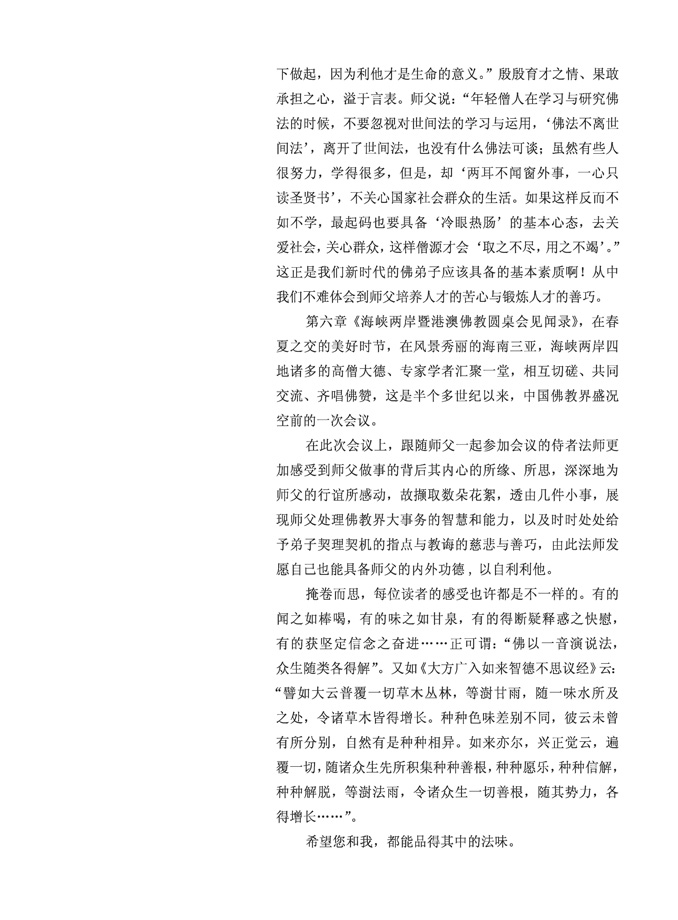 下做起，因为利他才是生命的意义。”殷殷育才之情、果敢
承担之心，溢于言表。师父说：“年轻僧人在学习与研究佛
法的时候，不要忽视对世间法的学习与运用，‘佛法不离世
间法’，离开了世间法，也没有什么佛法可谈；虽然有些人
很努力，学得很多，但是，却‘两耳不闻窗外事，一心只
读圣贤书’，不关心国家社会群众的生活。如果这样反而不
如不学，最起码也要具备‘冷眼热肠’的基本心态，去关
爱社会，关心群众，这样僧源才会‘取之不尽，用之不竭’。”
这正是我们新时代的佛弟子应该具备的基本素质啊！从中
我们不难体会到师父培养人才的苦心与锻炼人才的善巧。
第六章《海峡两岸暨港澳佛教圆桌会见闻录》，在春
夏之交的美好时节，在风景秀丽的海南三亚，海峡两岸四
地诸多的高僧大德、专家学者汇聚一堂，相互切磋、共同
交流、齐唱佛赞，这是半个多世纪以来，中国佛教界盛况
空前的一次会议。
在此次会议上，跟随师父一起参加会议的侍者法师更
加感受到师父做事的背后其内心的所缘、所思，深深地为
师父的行谊所感动，故撷取数朵花絮，透由几件小事，展
现师父处理佛教界大事务的智慧和能力，以及时时处处给
予弟子契理契机的指点与教诲的慈悲与善巧，由此法师发
愿自己也能具备师父的内外功德，以自利利他。
掩卷而思，每位读者的感受也许都是不一样的。有的
闻之如棒喝，有的味之如甘泉，有的得断疑释惑之快慰，
有的获坚定信念之奋进……正可谓：“佛以一音演说法，
众生随类各得解”。又如《大方广入如来智德不思议经》云：
“譬如大云普覆一切草木丛林，等澍甘雨，随一味水所及
之处，令诸草木皆得增长。种种色味差别不同，彼云未曾
有所分别，自然有是种种相异。如来亦尔，兴正觉云，遍
覆一切，随诸众生先所积集种种善根，种种愿乐，种种信解，
种种解脱，等澍法雨，令诸众生一切善根，随其势力，各
得增长……”。
希望您和我，都能品得其中的法味。